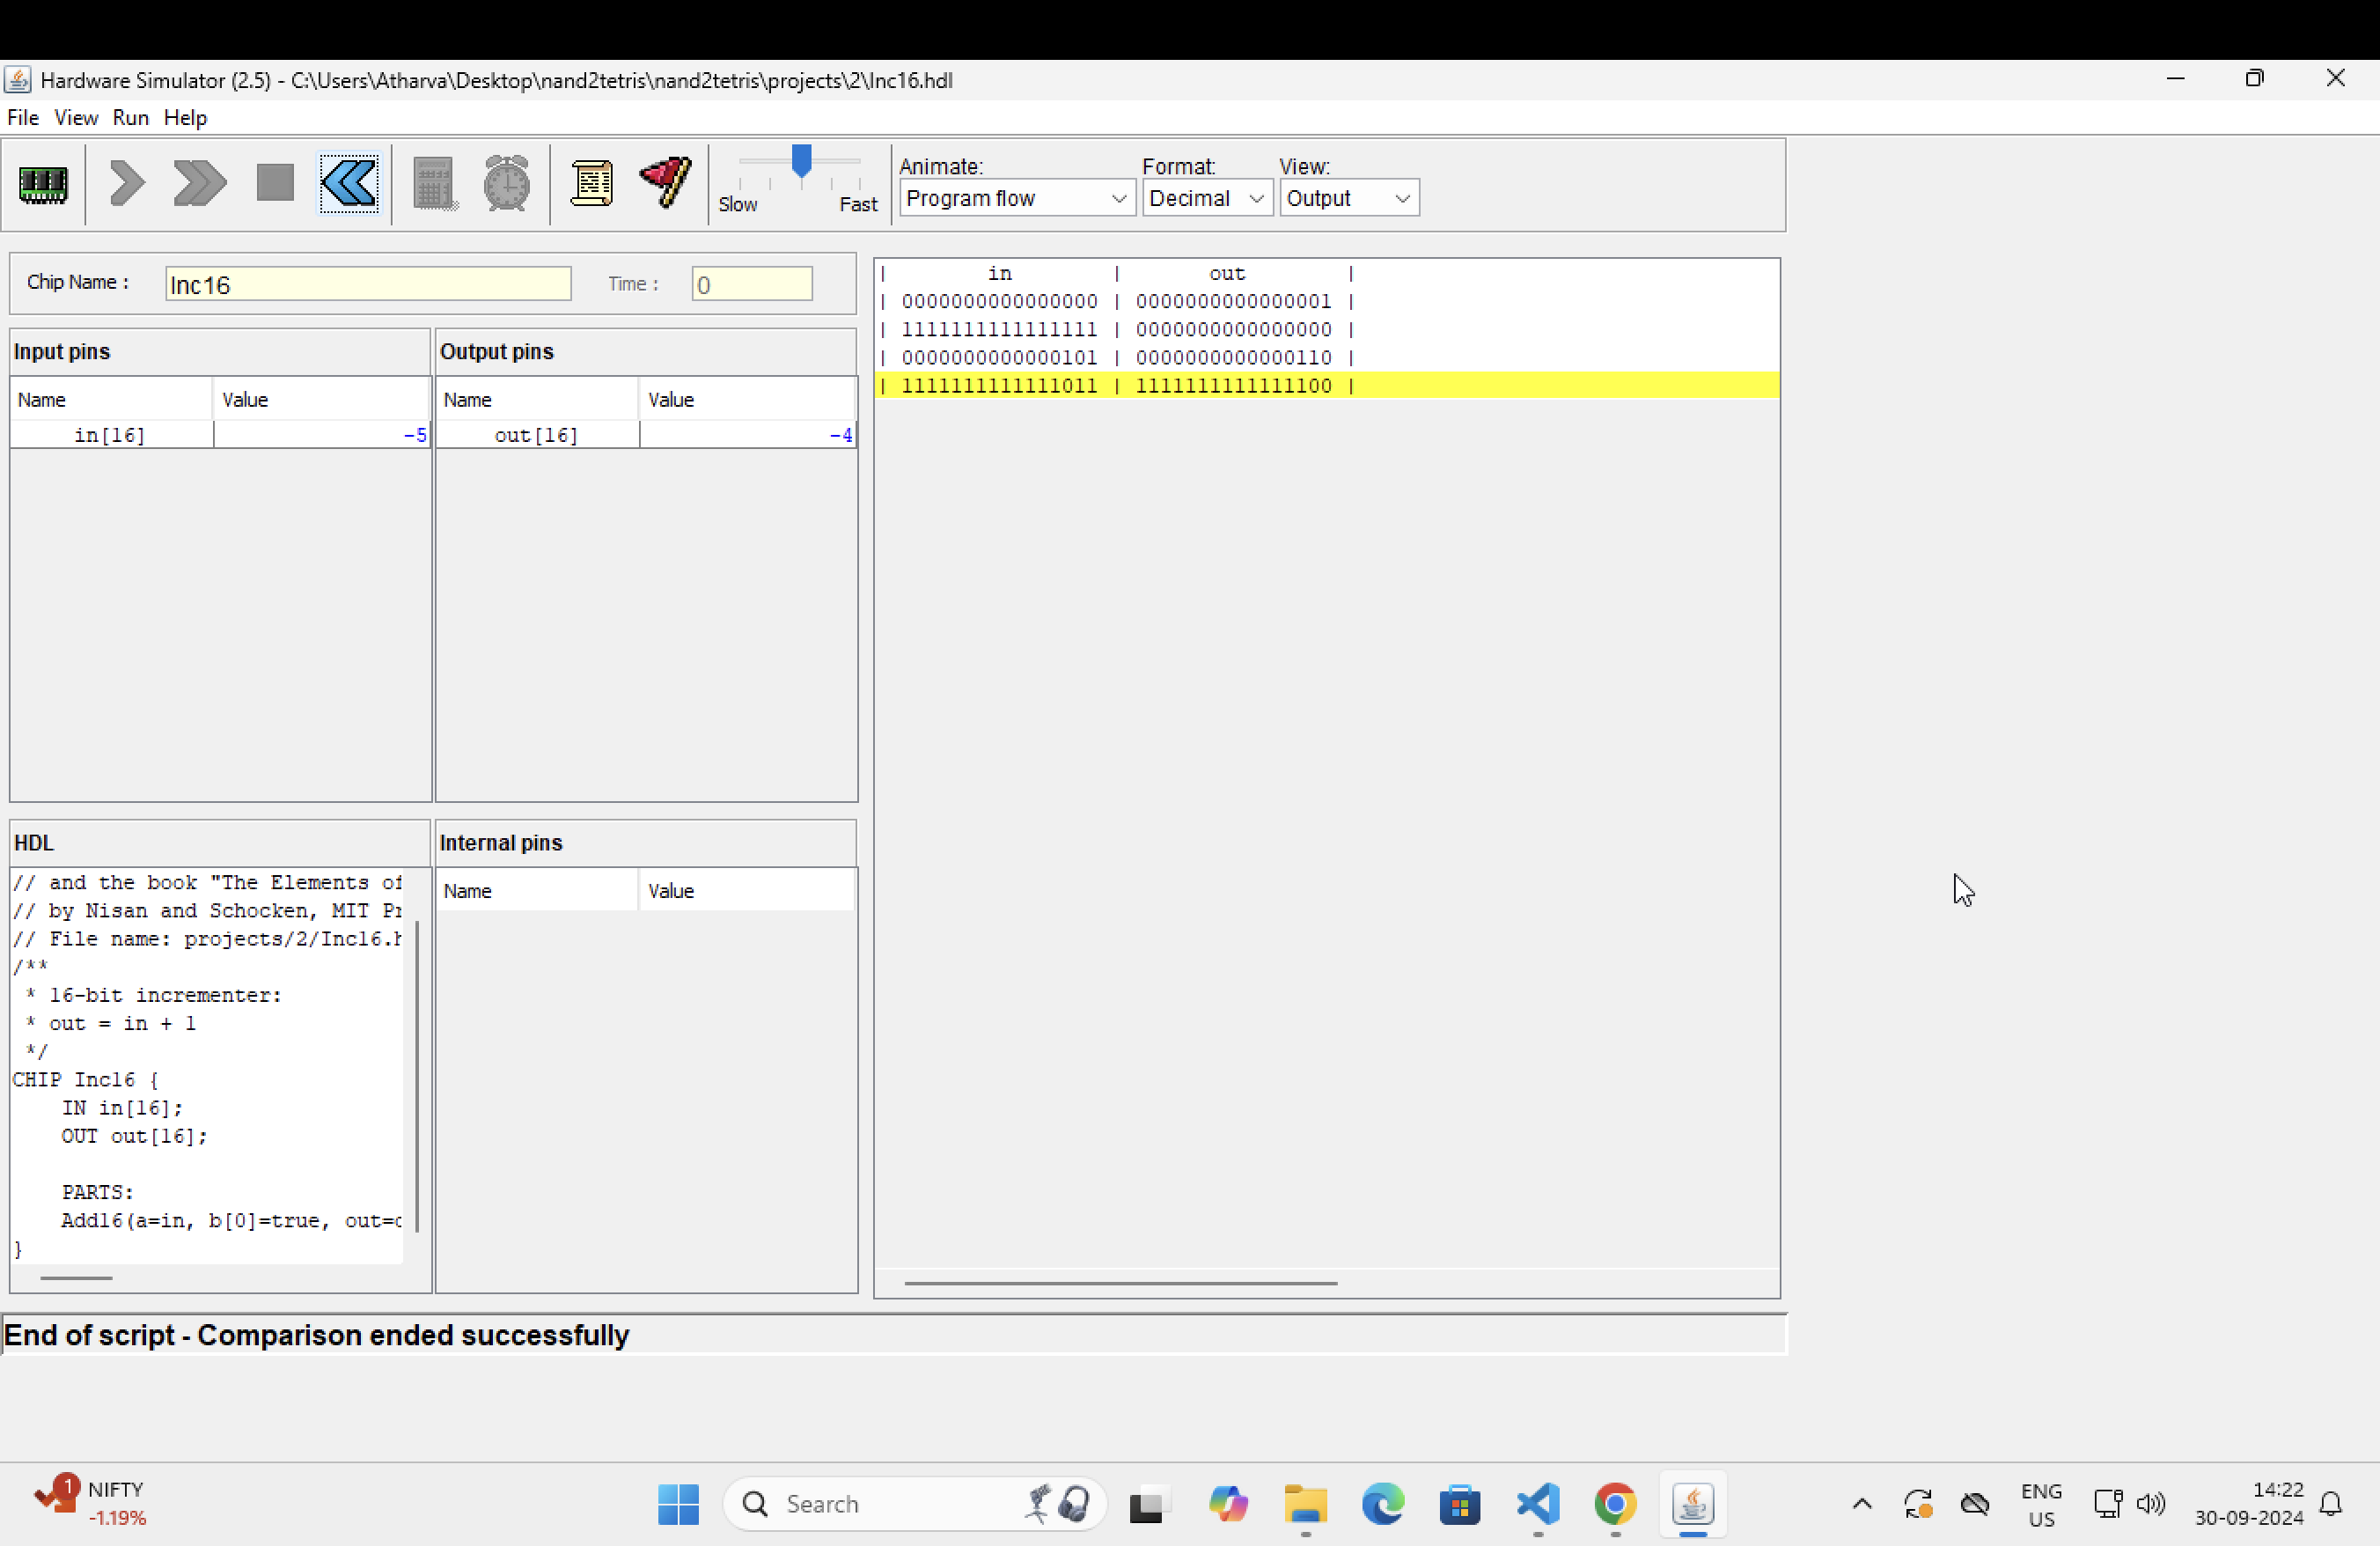 Hardware Simulator (2.5) - C:\Users\Atharva\Desktop\nand2tetris\nand2tetris\projects\2\Inc16.hdl
File View Run Help
Animate: Format: View:
Slow Fast Program flow Decimal Output
Chip Name : Inc16 Time : 0
Input pins
Name Value
in[16] -5
Output pins
Name Value
out[16] -4
| in | out |
| 0000000000000000 | 0000000000000001 |
| 1111111111111111 | 0000000000000000 |
| 0000000000000101 | 0000000000000110 |
| 1111111111111011 | 1111111111111100 |
HDL
// and the book "The Elements of
// by Nisan and Schocken, MIT Pr
// File name: projects/2/Inc16.h
/**
* 16-bit incrementer:
* out = in + 1
*/
CHIP Inc16 {
IN in[16];
OUT out[16];
PARTS:
Add16(a=in, b[0]=true, out=o
}
Internal pins
Name Value
End of script - Comparison ended successfully
1 NIFTY
-1.19%
Search
ENG
US
14:22
30-09-2024